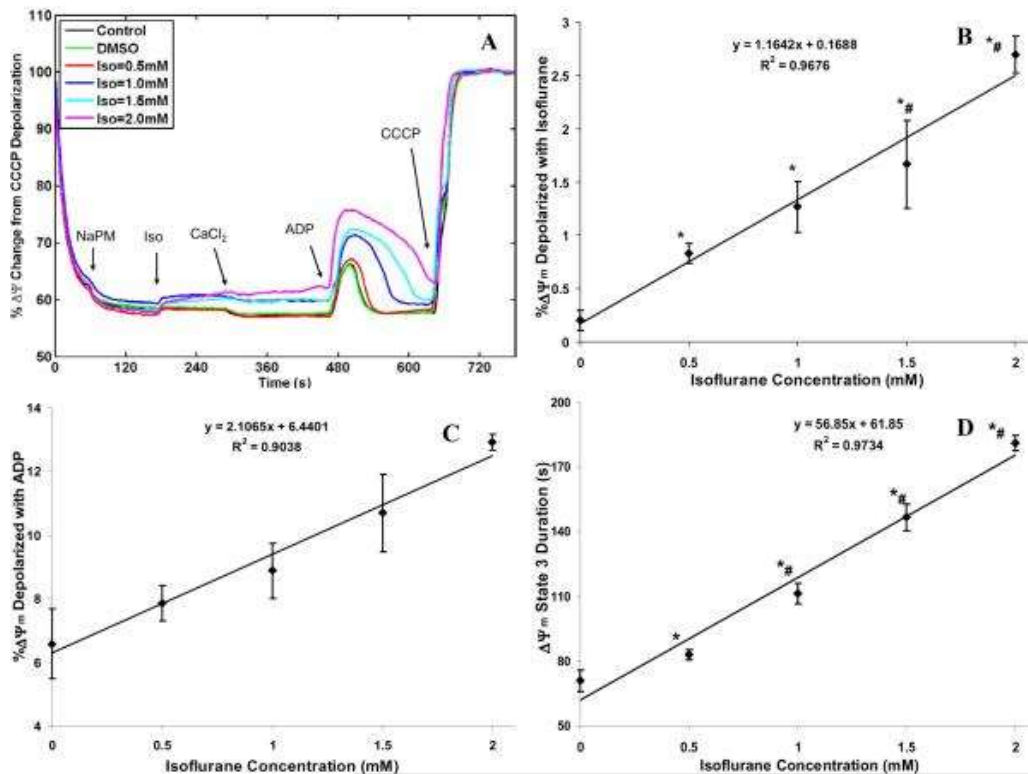 110
100
90
80
70
60
50
% ΔΨ Change from CCCP Depolarization
Control
DMSO
Iso=0.5mM
Iso=1.0mM
Iso=1.5mM
Iso=2.0mM
A
NaPM
Iso
CaCl2
ADP
CCCP
0 120 240 360 480 600 720
Time (s)
3
2.5
2
1.5
1
0.5
0
%ΔΨm Depolarized with Isoflurane
y = 1.1642x + 0.1688
R2 = 0.9676
B
*
*
*#
*#
0 0.5 1 1.5 2
Isoflurane Concentration (mM)
14
12
10
8
6
4
%ΔΨm Depolarized with ADP
y = 2.1065x + 6.4401
R2 = 0.9038
C
0 0.5 1 1.5 2
Isoflurane Concentration (mM)
200
170
140
110
80
50
ΔΨm State 3 Duration (s)
y = 56.85x + 61.85
R2 = 0.9734
D
*
*#
*#
*#
0 0.5 1 1.5 2
Isoflurane Concentration (mM)